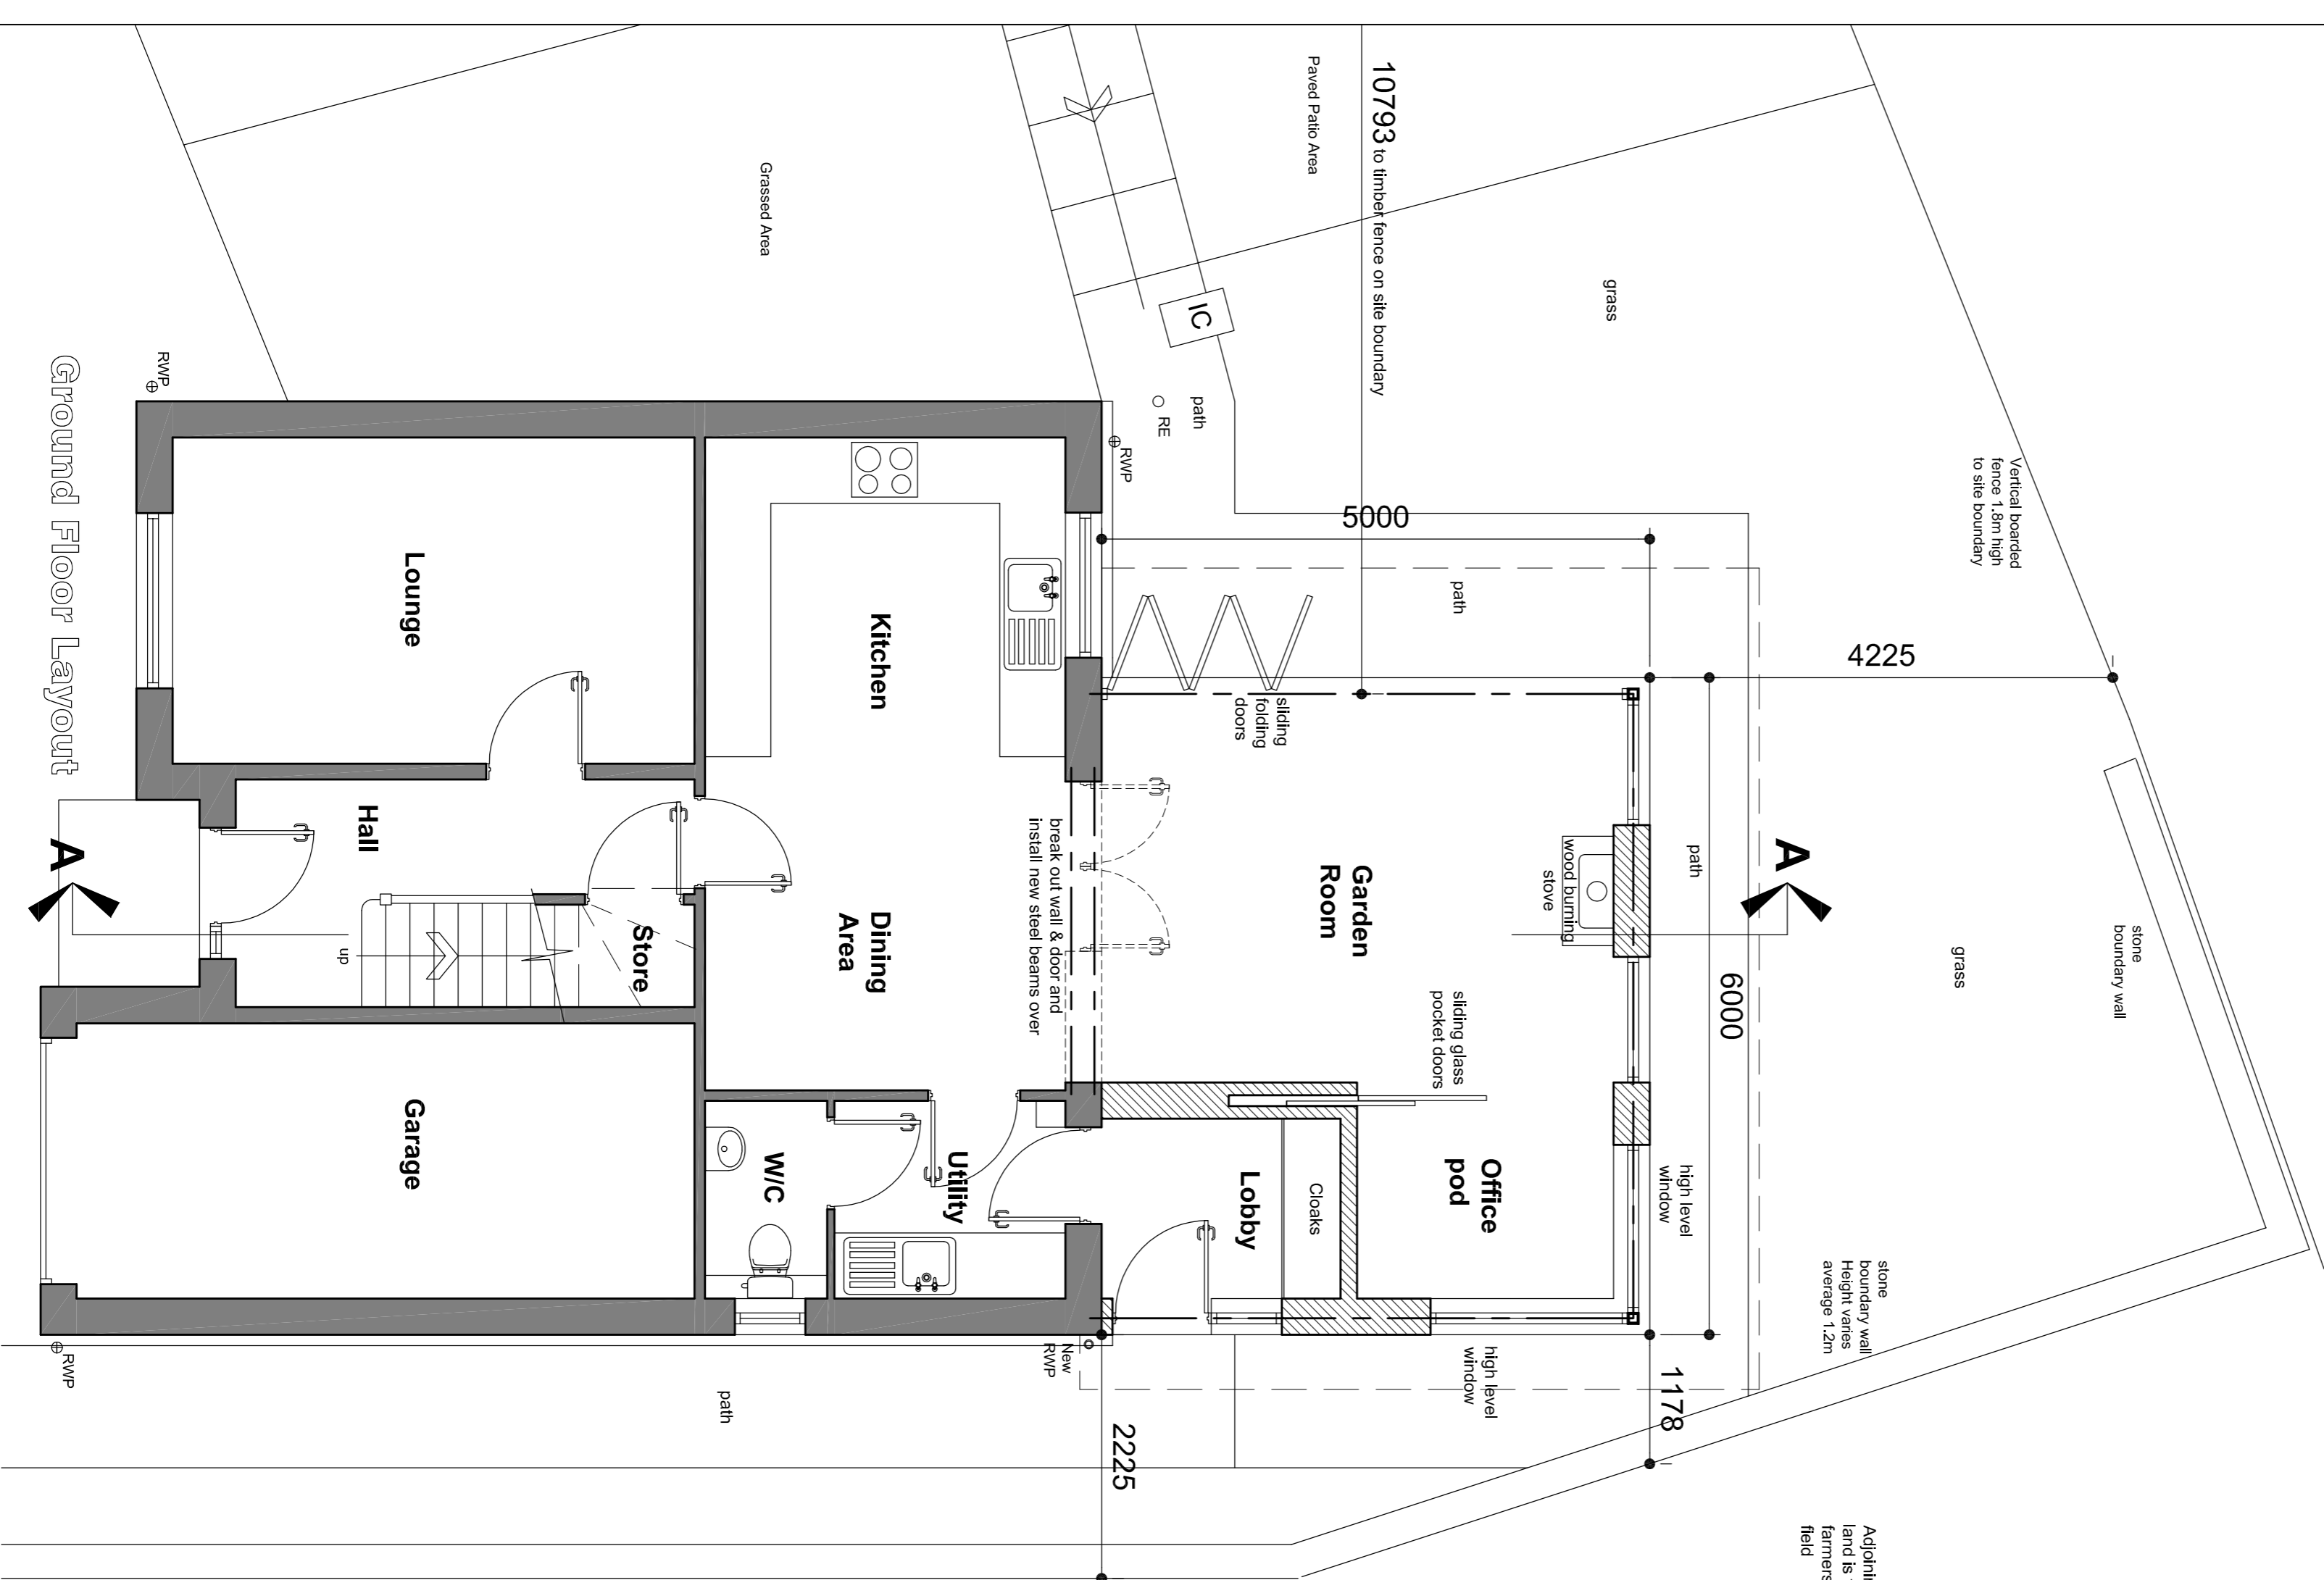 Ground Floor Layout
RWP
Grassed Area
Paved Patio Area
10793 to timber fence on site boundary
grass
IC
path
RE
RWP
Vertical boarded
fence 1.8m high
to site boundary
5000
path
4225
sliding
folding
doors
Lounge
Kitchen
Hall
A
Store
up
Dining
Area
break out wall & door and
install new steel beams over
Garden
Room
wood burning
stove
path
A
6000
grass
stone
boundary wall
sliding glass
pocket doors
Garage
W/C
Utility
Lobby
Cloaks
Office
pod
high level
window
stone
boundary wall
Height varies
average 1.2m
RWP
path
New
RWP
high level
window
1178
2225
land is
farmers
field